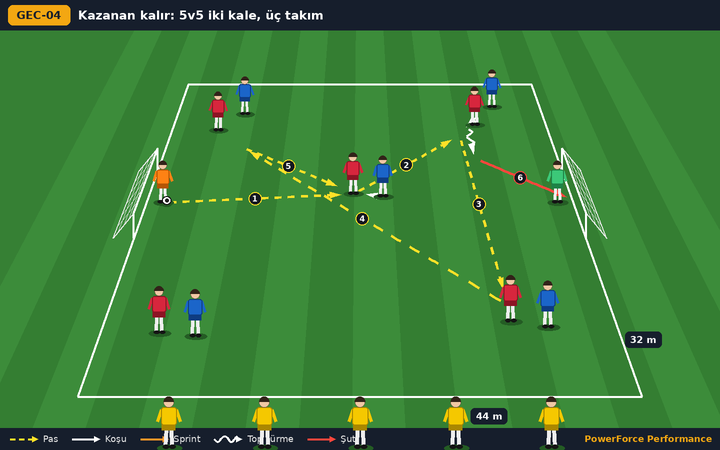 GEC-04 Kazanan kalır: 5v5 iki kale, üç takım
5
2
6
1
3
4
32 m
44 m
Pas Koşu Sprint Top sürme Şut PowerForce Performance